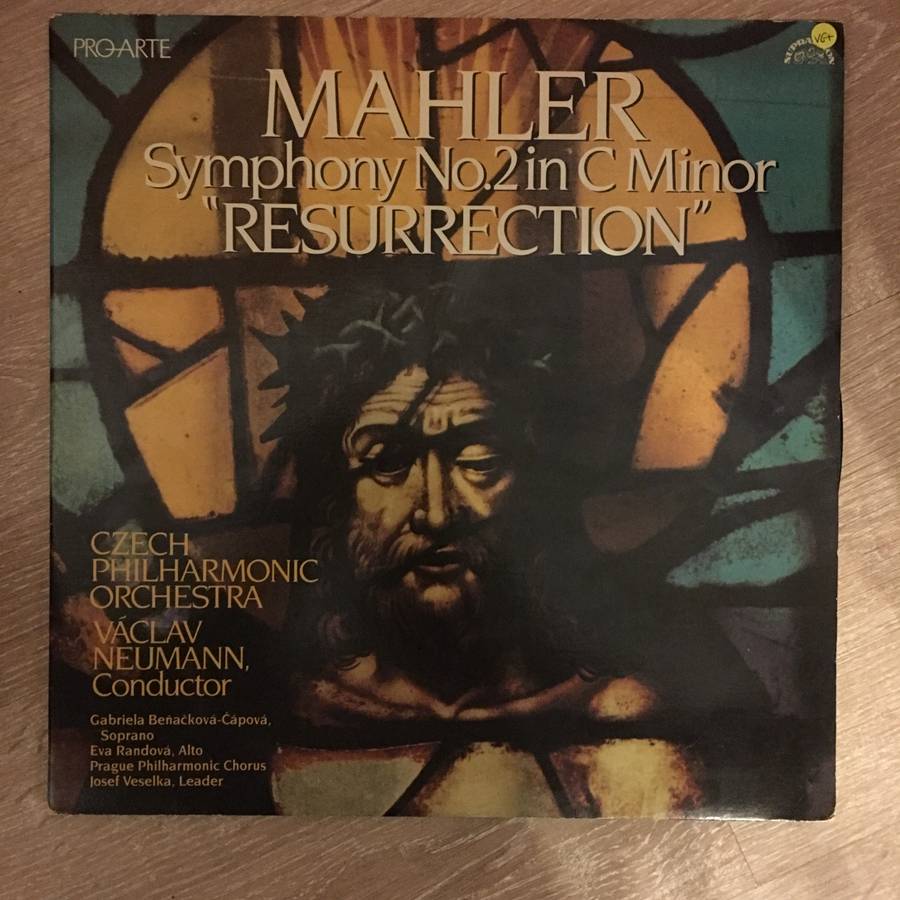 PRO ARTE
VG+
SUPRAPHON
MAHLER
Symphony No.2 in C Minor
"RESURRECTION"
CZECH
PHILHARMONIC
ORCHESTRA
VÁCLAV
NEUMANN,
Conductor
Gabriela Beňačková-Čápová,
Soprano
Eva Randová, Alto
Prague Philharmonic Chorus
Josef Veselka, Leader